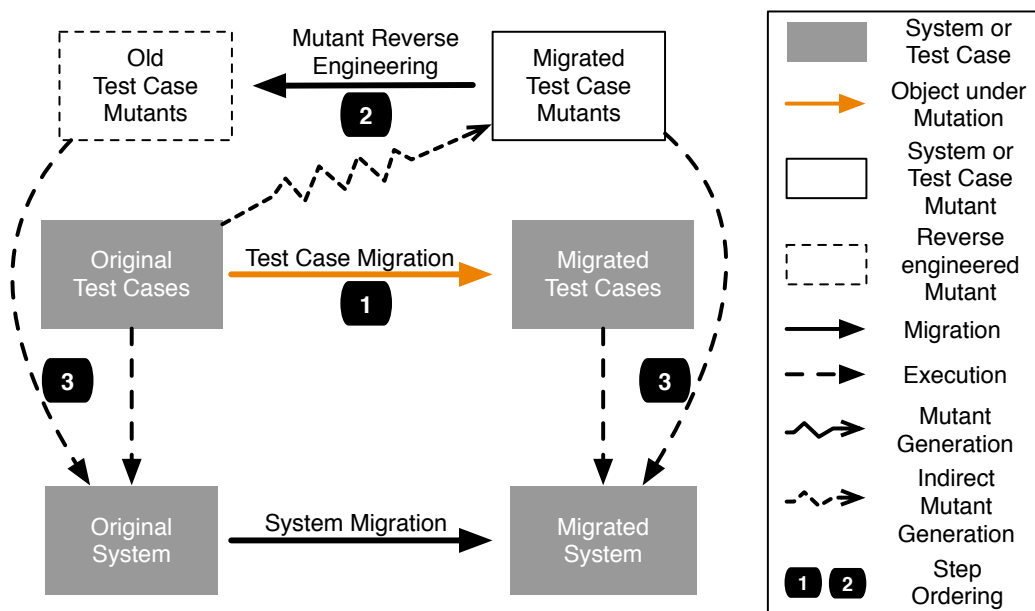 Old
Test Case
Mutants
Mutant Reverse
Engineering
2
Migrated
Test Case
Mutants
Original
Test Cases
Test Case Migration
1
Migrated
Test Cases
3
3
Original
System
System Migration
Migrated
System
System or
Test Case
Object under
Mutation
System or
Test Case
Mutant
Reverse
engineered
Mutant
Migration
Execution
Mutant
Generation
Indirect
Mutant
Generation
1 2
Step
Ordering